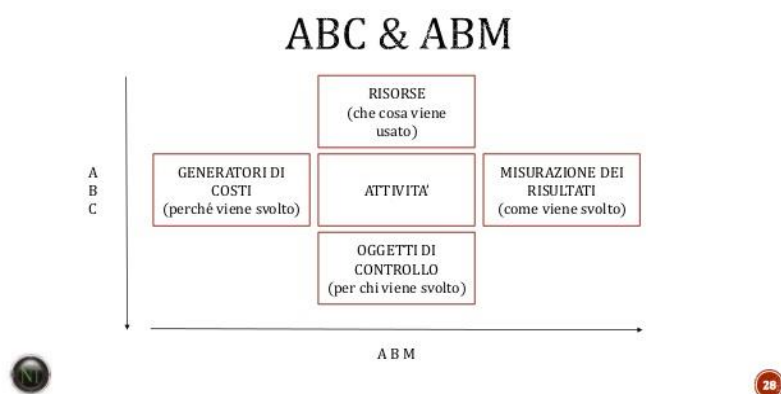 ABC & ABM
RISORSE
(che cosa viene
usato)
A
B
C
GENERATORI DI
COSTI
(perché viene svolto)
ATTIVITA'
MISURAZIONE DEI
RISULTATI
(come viene svolto)
OGGETTI DI
CONTROLLO
(per chi viene svolto)
A B M
NT
28